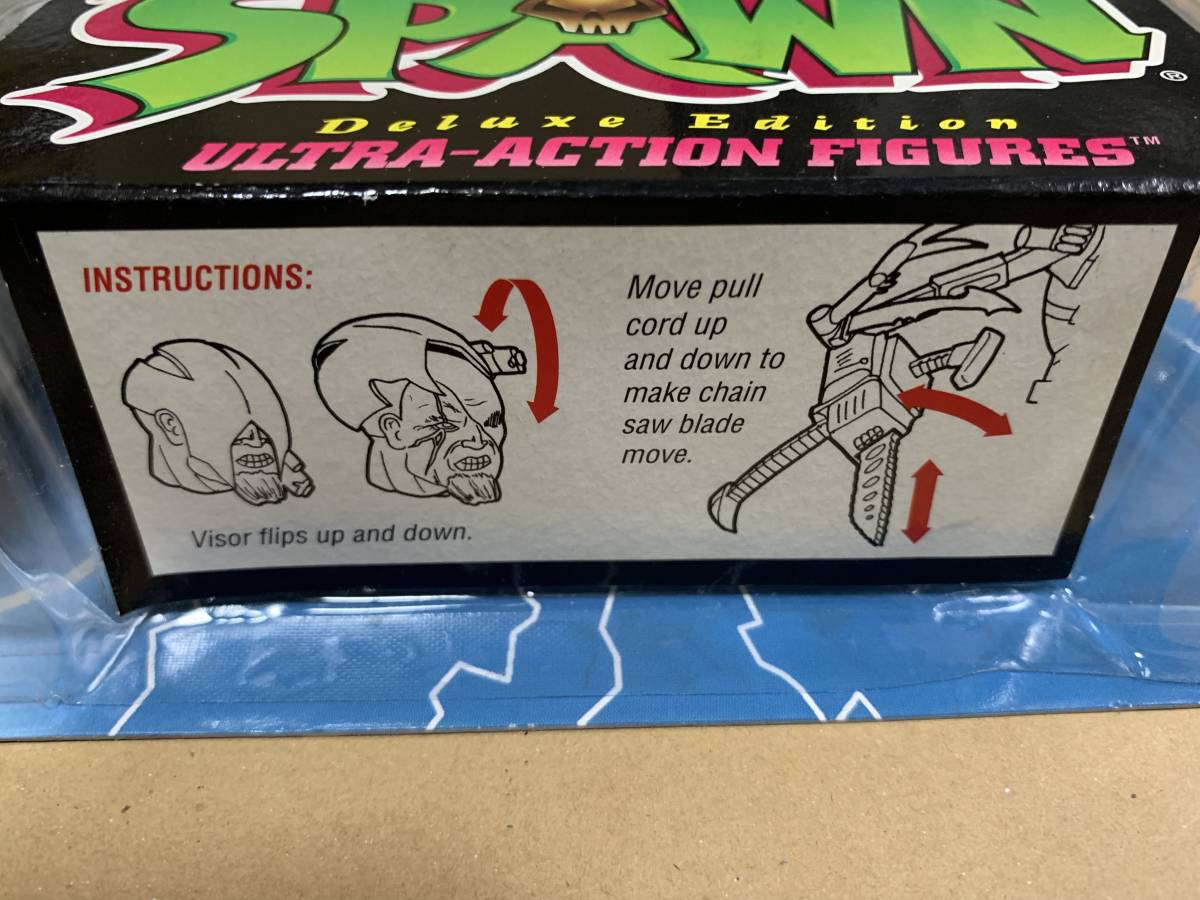 SPAWN®
Deluxe Edition
ULTRA-ACTION FIGURES™
INSTRUCTIONS:
Visor flips up and down.
Move pull
cord up
and down to
make chain
saw blade
move.